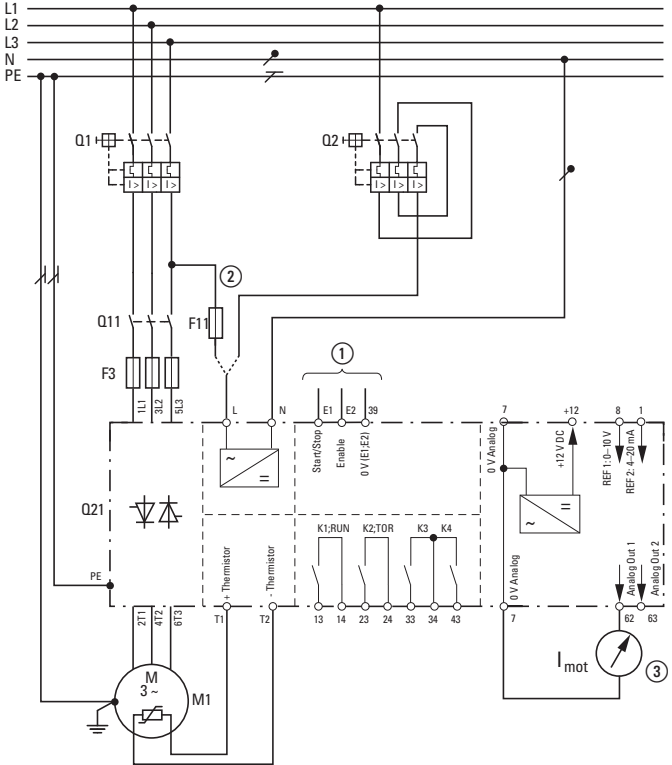 L1
L2
L3
N
PE
Q1
I >
I >
I >
Q2
I >
I >
I >
2
Q11
F11
F3
1
1L1
3L2
5L3
L
N
E1
E2
39
7
+12
8
1
Start/Stop
Enable
0 V (E1;E2)
0 V Analog
+12 V DC
REF 1: 0–10 V
REF 2: 4–20 mA
~
=
=
~
Q21
K1;RUN
K2;TOR
K3
K4
PE
+ Thermistor
- Thermistor
0 V Analog
Analog Out 1
Analog Out 2
2T1
4T2
6T3
T1
T2
13
14
23
24
33
34
43
7
62
63
M
3 ~
M1
I mot
3